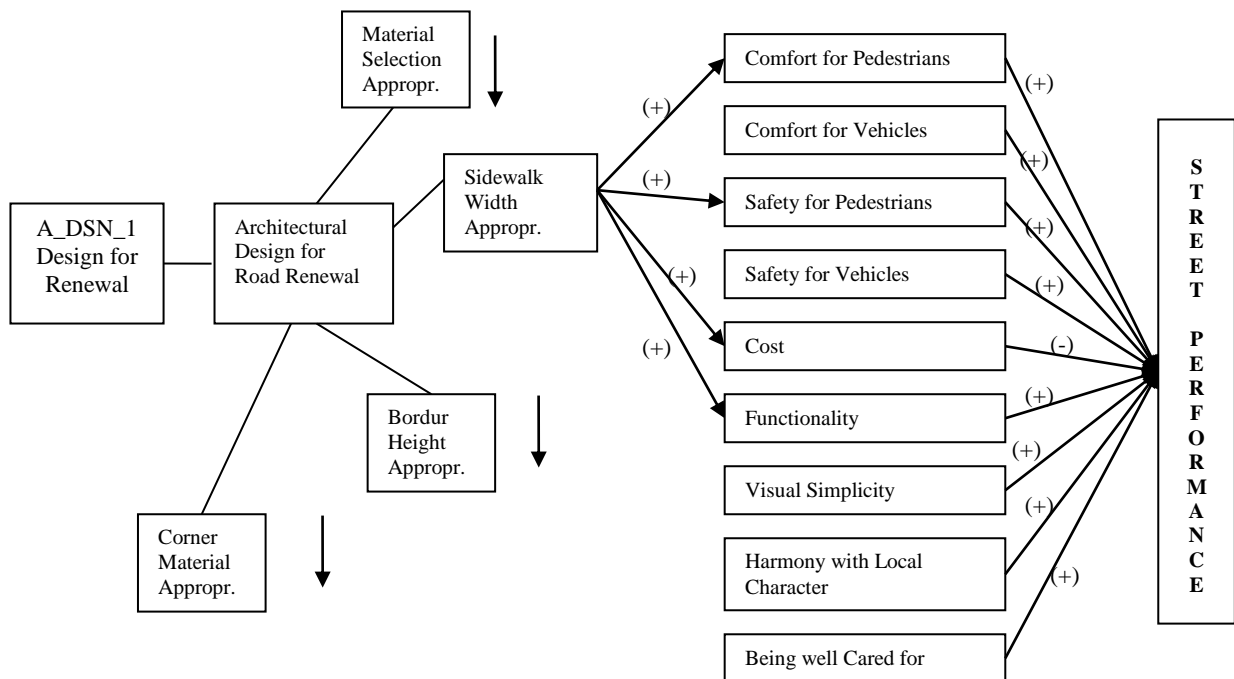 Material
Selection
Appropr.
Sidewalk
Width
Appropr.
A_DSN_1
Design for
Renewal
Architectural
Design for
Road Renewal
Bordur
Height
Appropr.
Corner
Material
Appropr.
(+)
(+)
(+)
(+)
Comfort for Pedestrians
Comfort for Vehicles
Safety for Pedestrians
Safety for Vehicles
Cost
Functionality
Visual Simplicity
Harmony with Local
Character
Being well Cared for
(+)
(+)
(+)
(+)
(-)
(+)
(+)
(+)
(+)
STREET PERFORMANCE